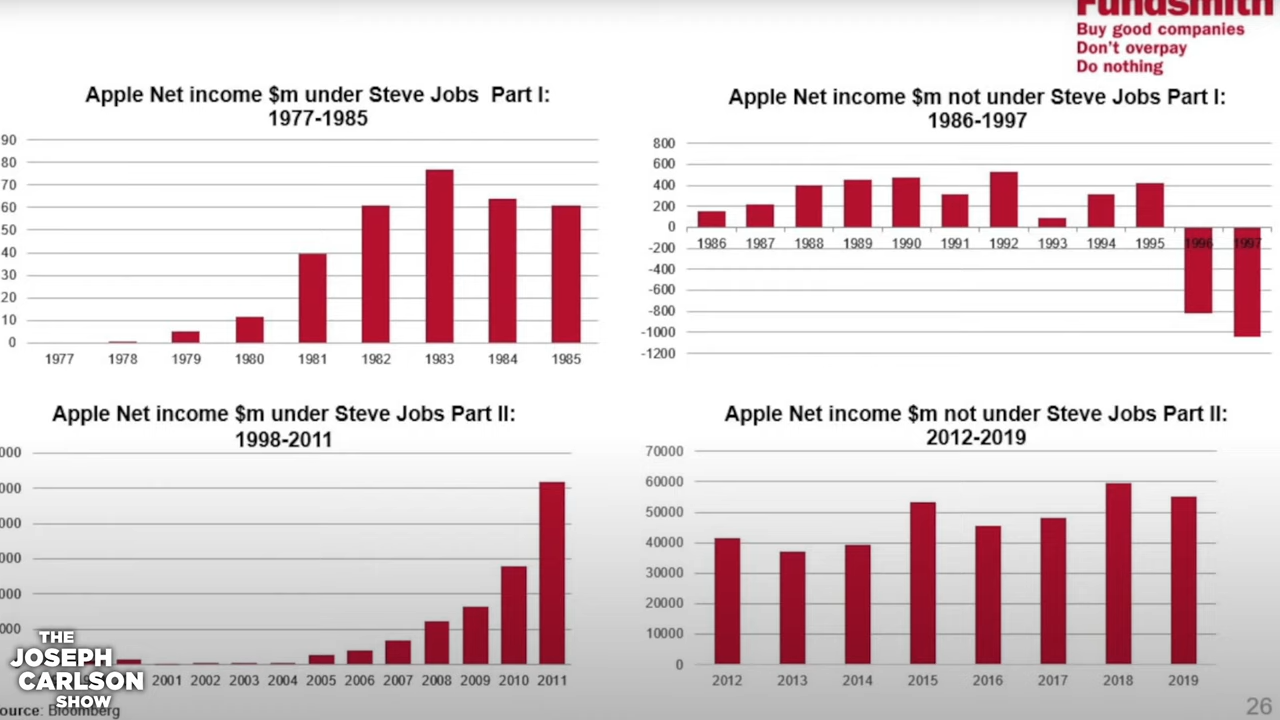 Fundsmith
Buy good companies
Don't overpay
Do nothing
Apple Net income $m under Steve Jobs Part I:
1977-1985
90
80
70
60
50
40
30
20
10
0
1977 1978 1979 1980 1981 1982 1983 1984 1985
Apple Net income $m not under Steve Jobs Part I:
1986-1997
800
600
400
200
0
-200
-400
-600
-800
-1000
-1200
1986 1987 1988 1989 1990 1991 1992 1993 1994 1995 1996 1997
Apple Net income $m under Steve Jobs Part II:
1998-2011
000
000
000
000
000
000
2001 2002 2003 2004 2005 2006 2007 2008 2009 2010 2011
Apple Net income $m not under Steve Jobs Part II:
2012-2019
70000
60000
50000
40000
30000
20000
10000
0
2012 2013 2014 2015 2016 2017 2018 2019
THE
JOSEPH
CARLSON
SHOW
ource: Bloomberg
26